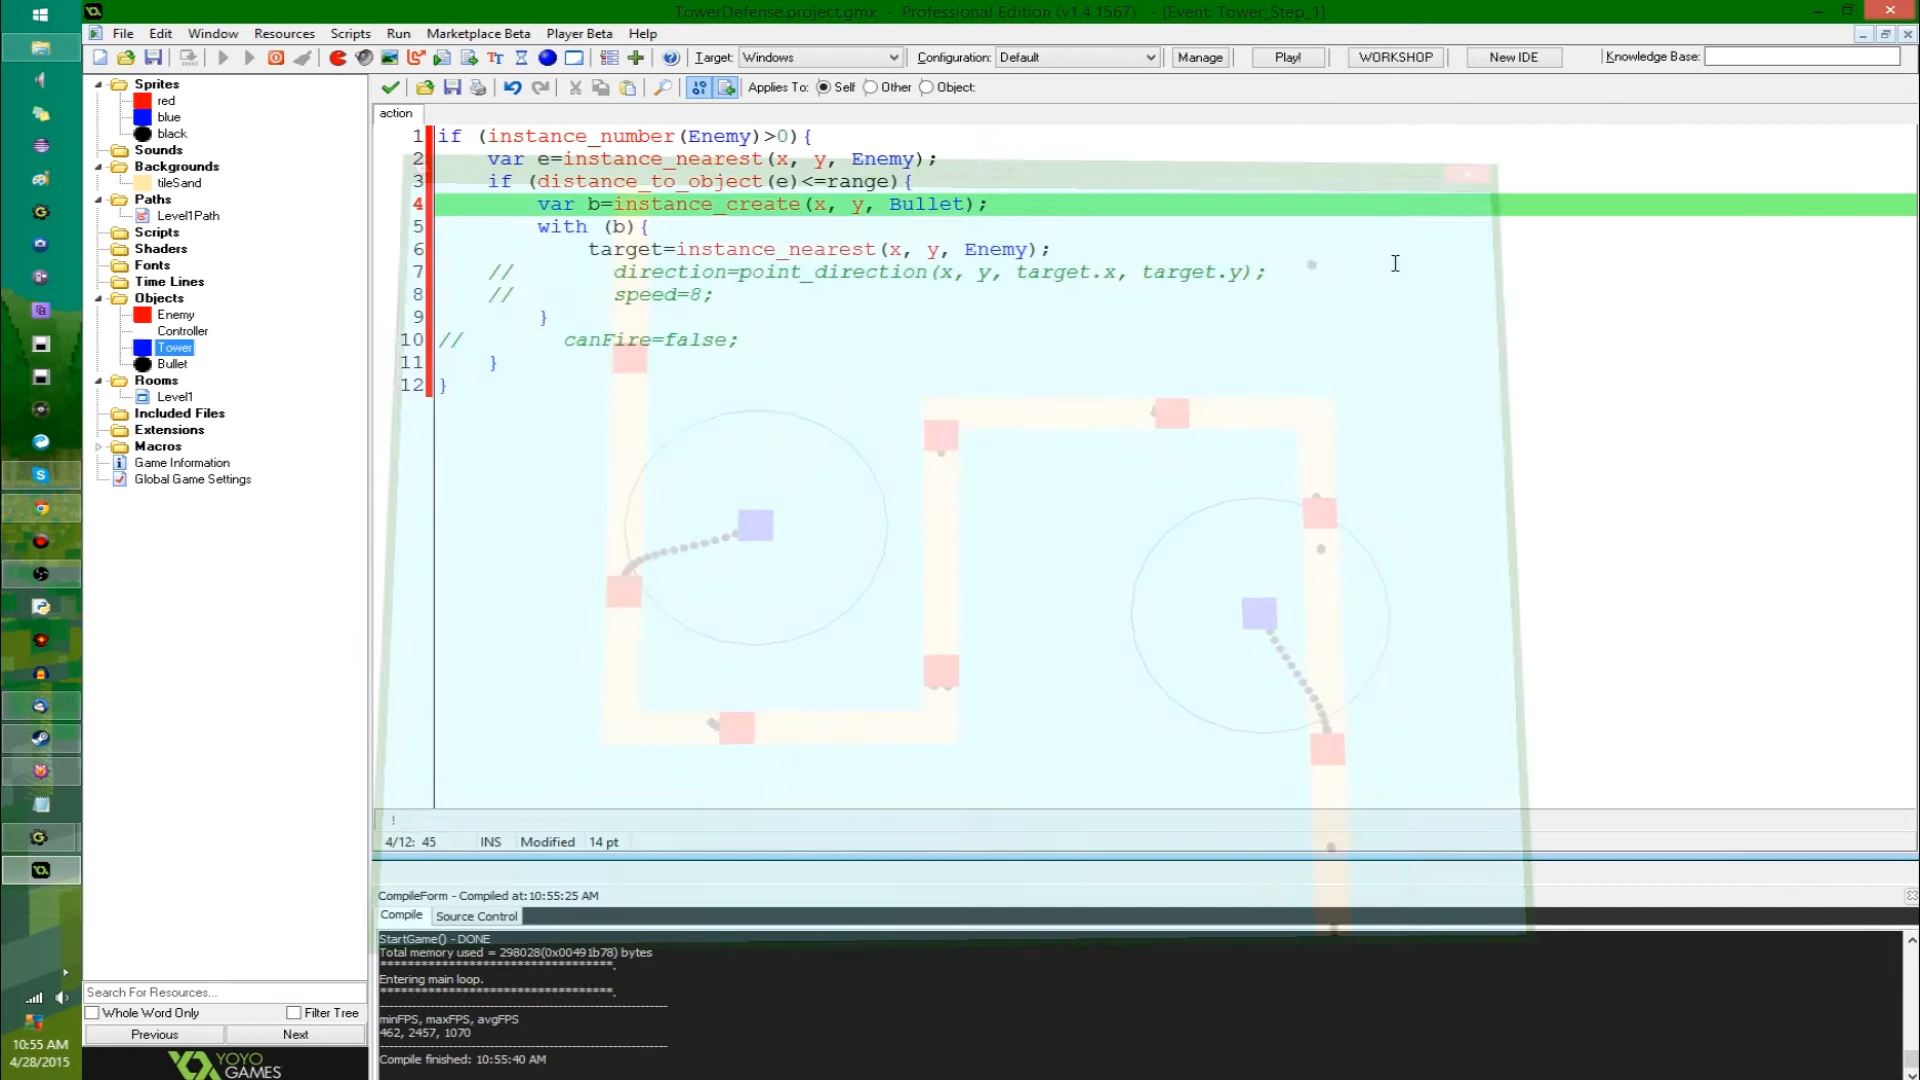 TowerDefense.project.gmx - Professional Edition (v1.4.1567) - [Event: Tower_Step_1]
File Edit Window Resources Scripts Run Marketplace Beta Player Beta Help
Target: Windows Configuration: Default Manage Play! WORKSHOP New IDE Knowledge Base:
Applies To: Self Other Object:
action
Sprites
red
blue
black
Sounds
Backgrounds
tileSand
Paths
Level1Path
Scripts
Shaders
Fonts
Time Lines
Objects
Enemy
Controller
Tower
Bullet
Rooms
Level1
Included Files
Extensions
Macros
Game Information
Global Game Settings
1 if (instance_number(Enemy)>0){
2 var e=instance_nearest(x, y, Enemy);
3 if (distance_to_object(e)<=range){
4 var b=instance_create(x, y, Bullet);
5 with (b){
6 target=instance_nearest(x, y, Enemy);
7 // direction=point_direction(x, y, target.x, target.y);
8 // speed=8;
9 }
10 // canFire=false;
11 }
12 }
!
4/12: 45 INS Modified 14 pt
CompileForm - Compiled at:10:55:25 AM
Compile Source Control
StartGame() - DONE
Total memory used = 298028(0x00491b78) bytes
**********************************.
Entering main loop.
**********************************.
minFPS, maxFPS, avgFPS
462, 2457, 1070
Compile finished: 10:55:40 AM
Search For Resources...
Whole Word Only Filter Tree
Previous Next
YOYO
GAMES
10:55 AM
4/28/2015